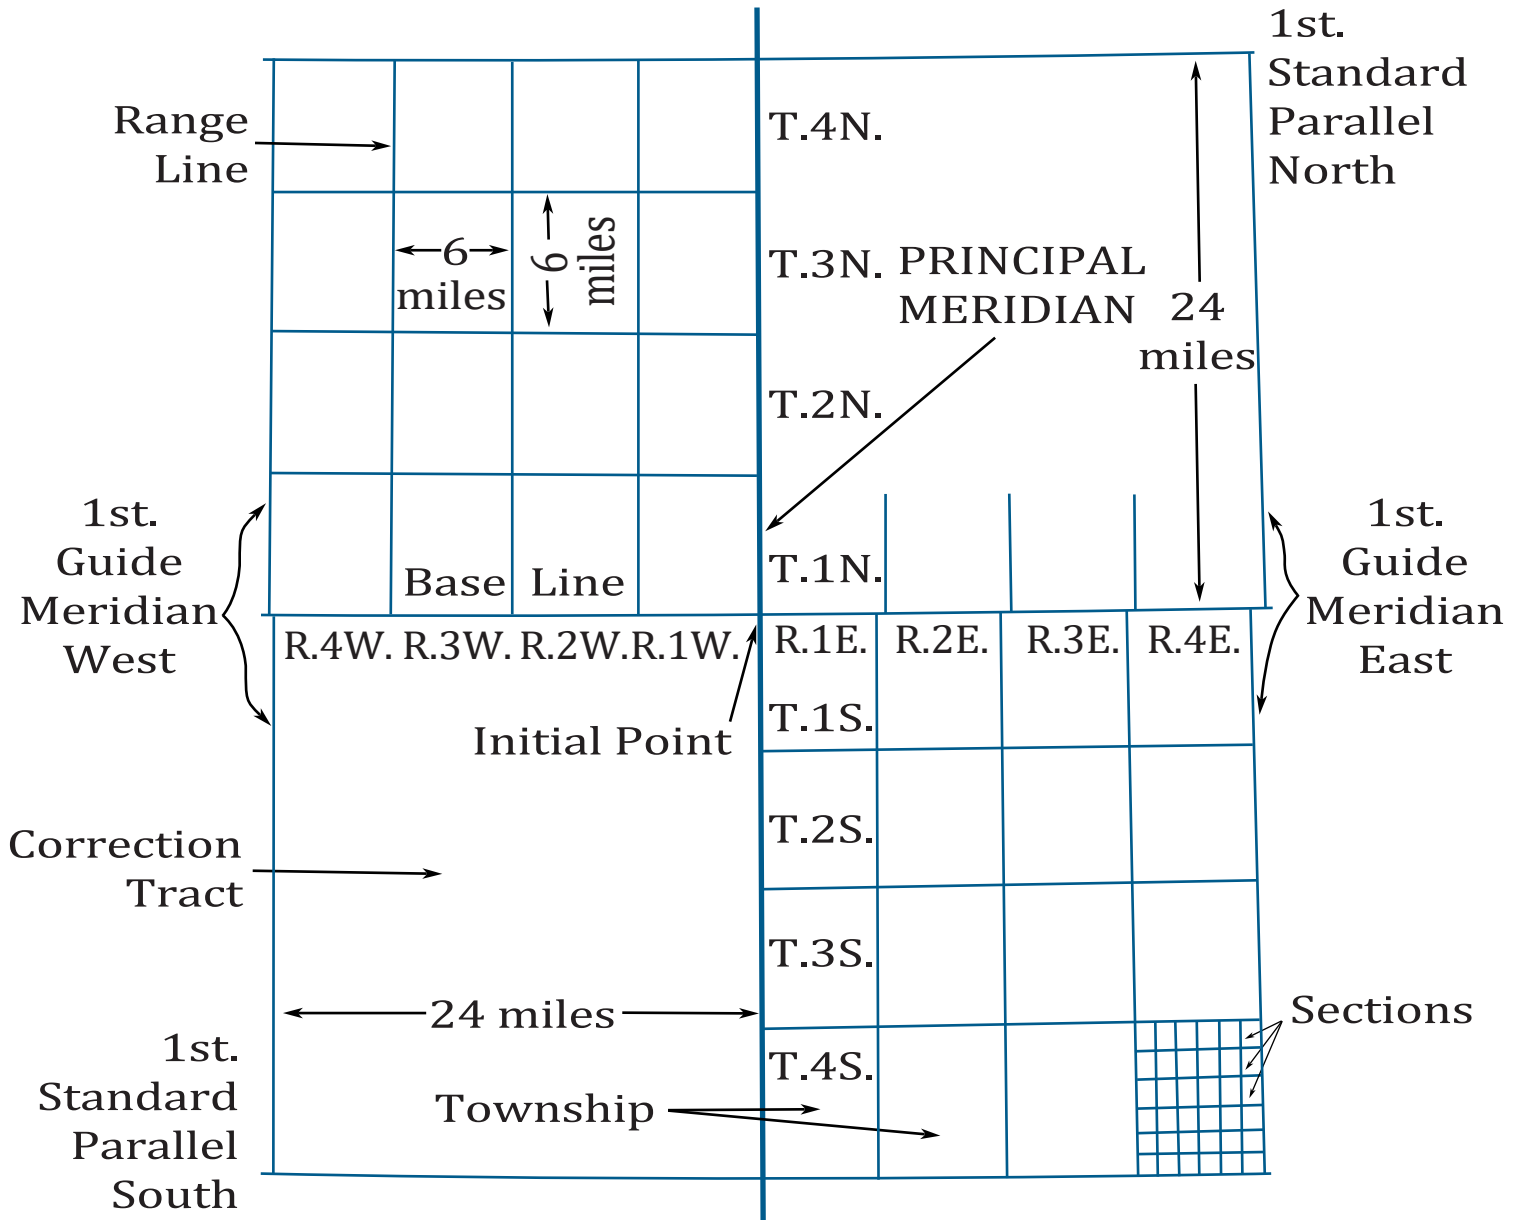 1st.
Standard
Parallel
North
Range
Line
T.4N.
6
miles
6
miles
T.3N.
PRINCIPAL
MERIDIAN
24
miles
T.2N.
1st.
Guide
Meridian
West
Base Line
T.1N.
1st.
Guide
Meridian
East
R.4W. R.3W. R.2W. R.1W. R.1E. R.2E. R.3E. R.4E.
Initial Point
T.1S.
Correction
Tract
T.2S.
T.3S.
24 miles
Sections
1st.
Standard
Parallel
South
T.4S.
Township